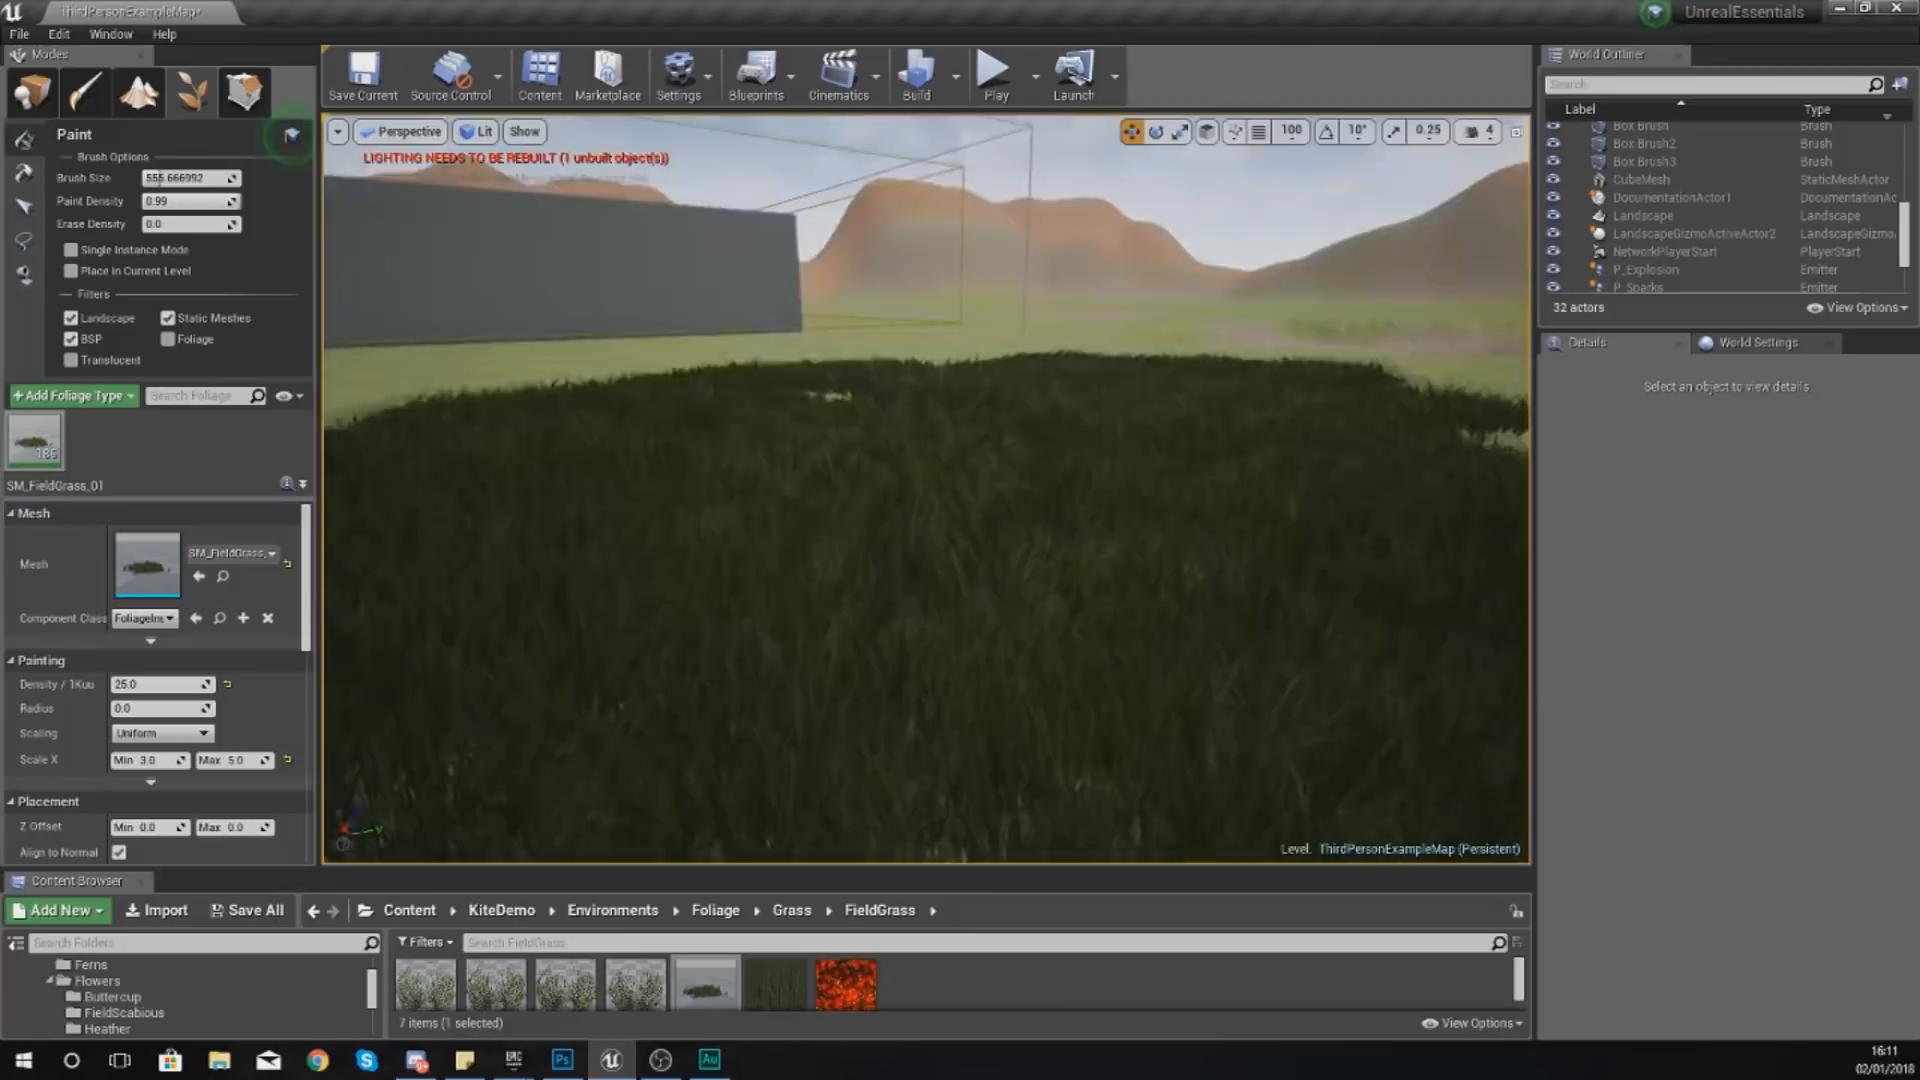 ThirdPersonExampleMap*
UnrealEssentials
File Edit Window Help
Modes
Paint
Brush Options
Brush Size 555.666992
Paint Density 0.99
Erase Density 0.0
Single Instance Mode
Place in Current Level
Filters
Landscape Static Meshes
BSP Foliage
Translucent
+Add Foliage Type Search Foliage
186
SM_FieldGrass_01
Mesh
Mesh SM_FieldGrass_
Component Class FoliageIns
Painting
Density / 1Kuu 25.0
Radius 0.0
Scaling Uniform
Scale X Min 3.0 Max 5.0
Placement
Z Offset Min 0.0 Max 0.0
Align to Normal
Save Current Source Control Content Marketplace Settings Blueprints Cinematics Build Play Launch
Perspective Lit Show
100 10° 0.25 4
LIGHTING NEEDS TO BE REBUILT (1 unbuilt object(s))
Level: ThirdPersonExampleMap (Persistent)
World Outliner
Search
Label Type
Box Brush Brush
Box Brush2 Brush
Box Brush3 Brush
CubeMesh StaticMeshActor
DocumentationActor1 DocumentationAc
Landscape Landscape
LandscapeGizmoActiveActor2 LandscapeGizmo
NetworkPlayerStart PlayerStart
P_Explosion Emitter
P_Sparks Emitter
32 actors View Options
Details World Settings
Select an object to view details
Content Browser
Add New Import Save All Content KiteDemo Environments Foliage Grass FieldGrass
Search Folders
Filters Search FieldGrass
Ferns
Flowers
Buttercup
FieldScabious
Heather
7 items (1 selected) View Options
EPIC Ps Au
16:11
02/01/2018